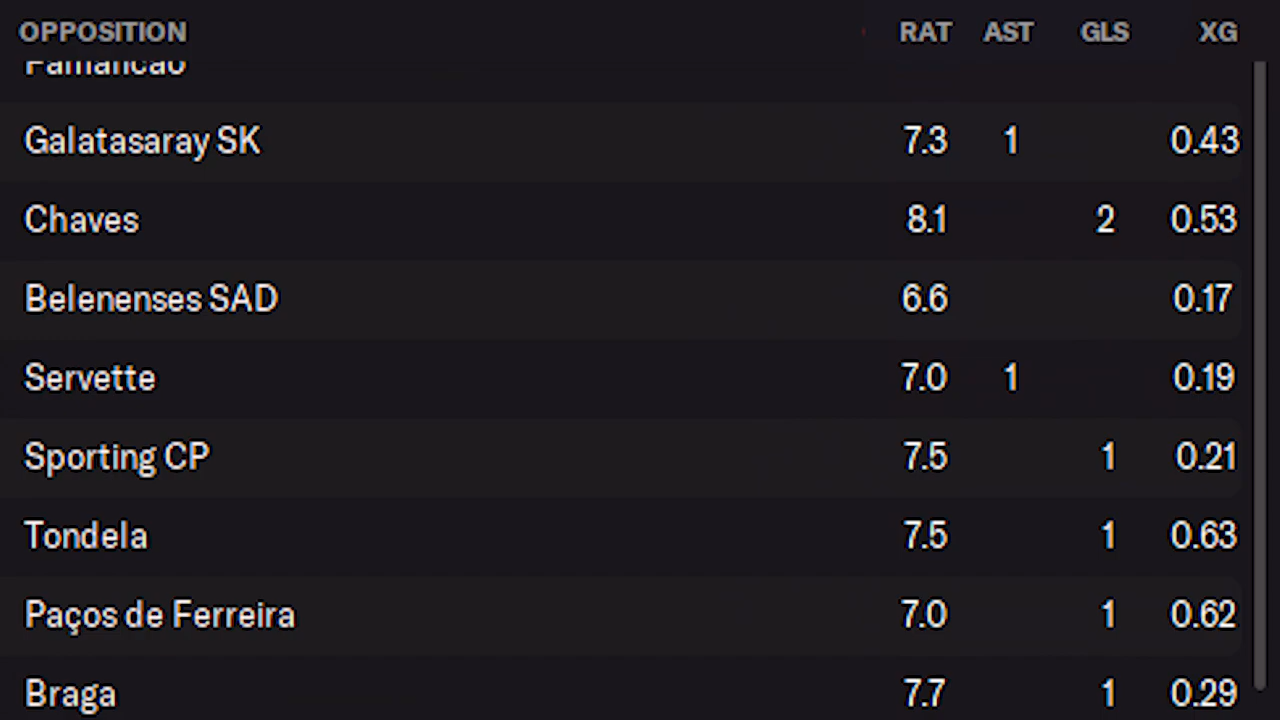 OPPOSITION RAT AST GLS XG
Galatasaray SK 7.3 1 0.43
Chaves 8.1 2 0.53
Belenenses SAD 6.6 0.17
Servette 7.0 1 0.19
Sporting CP 7.5 1 0.21
Tondela 7.5 1 0.63
Paços de Ferreira 7.0 1 0.62
Braga 7.7 1 0.29